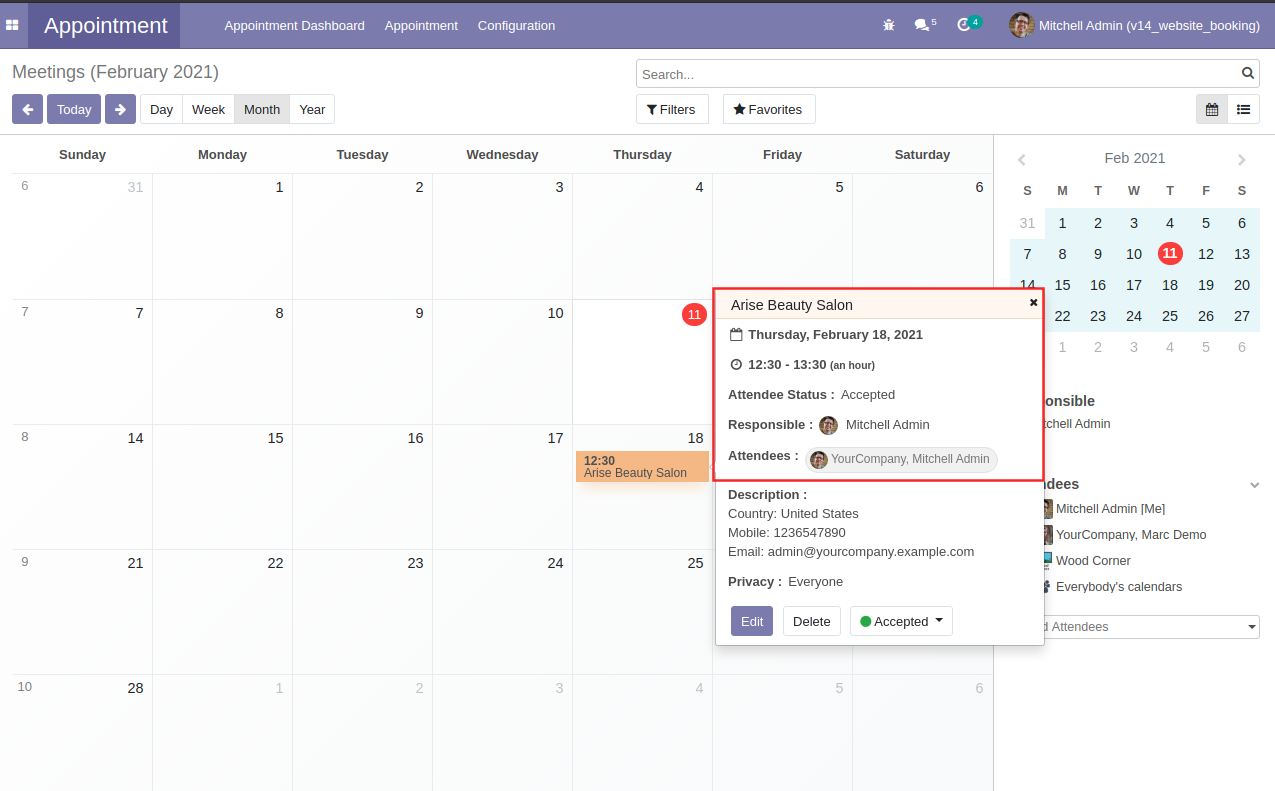 Appointment
Appointment Dashboard Appointment Configuration
5 4 Mitchell Admin (v14_website_booking)
Meetings (February 2021)
Search...
Today Day Week Month Year
Filters Favorites
Sunday Monday Tuesday Wednesday Thursday Friday Saturday
6 31 1 2 3 4 5 6
7 7 8 9 10 11
8 14 15 16 17 18
12:30
Arise Beauty Salon
9 21 22 23 24 25
10 28 1 2 3 4 5 6
Arise Beauty Salon
Thursday, February 18, 2021
12:30 - 13:30 (an hour)
Attendee Status : Accepted
Responsible : Mitchell Admin
Attendees : YourCompany, Mitchell Admin
Description :
Country: United States
Mobile: 1236547890
Email: admin@yourcompany.example.com
Privacy : Everyone
Edit Delete Accepted
Feb 2021
S M T W T F S
31 1 2 3 4 5 6
7 8 9 10 11 12 13
14 15 16 17 18 19 20
22 23 24 25 26 27
1 2 3 4 5 6
onsible
tchell Admin
ndees
Mitchell Admin [Me]
YourCompany, Marc Demo
Wood Corner
Everybody's calendars
d Attendees